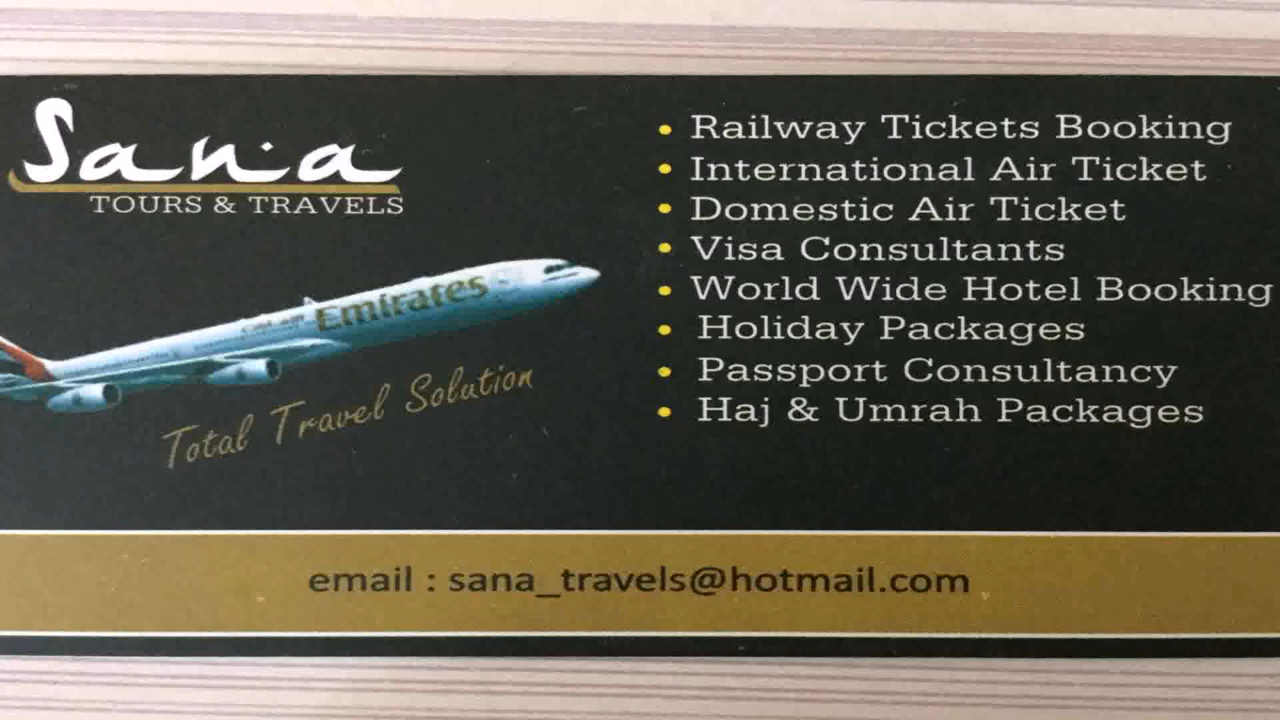 Sana
TOURS & TRAVELS
Emirates
Total Travel Solution
• Railway Tickets Booking
• International Air Ticket
• Domestic Air Ticket
• Visa Consultants
• World Wide Hotel Booking
• Holiday Packages
• Passport Consultancy
• Haj & Umrah Packages
email : sana_travels@hotmail.com